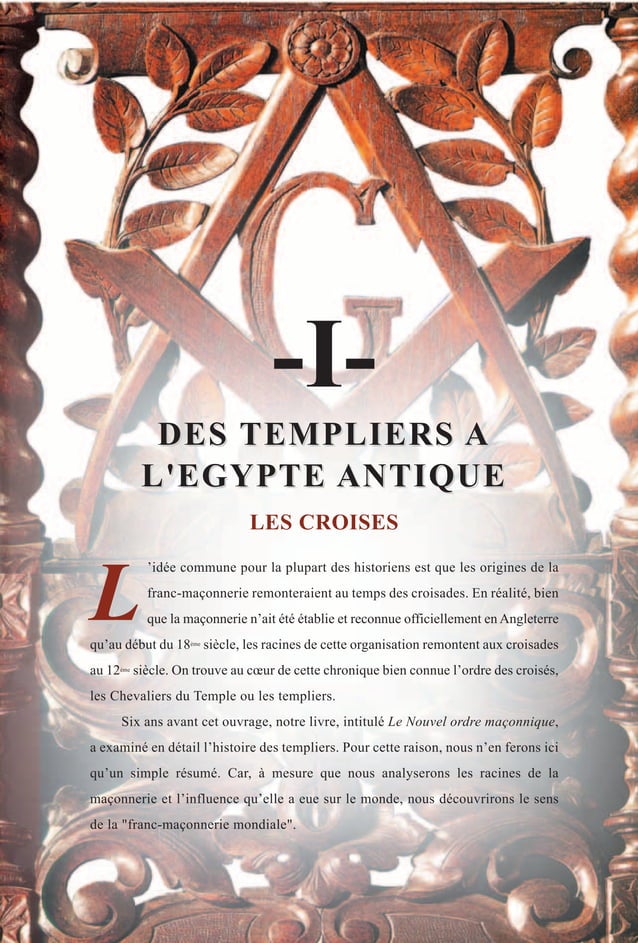 G
-I-
DES TEMPLIERS A
L'EGYPTE ANTIQUE
LES CROISES
L’idée commune pour la plupart des historiens est que les origines de la
franc-maçonnerie remonteraient au temps des croisades. En réalité, bien
que la maçonnerie n’ait été établie et reconnue officiellement en Angleterre
qu’au début du 18ème siècle, les racines de cette organisation remontent aux croisades
au 12ème siècle. On trouve au cœur de cette chronique bien connue l’ordre des croisés,
les Chevaliers du Temple ou les templiers.
Six ans avant cet ouvrage, notre livre, intitulé Le Nouvel ordre maçonnique,
a examiné en détail l’histoire des templiers. Pour cette raison, nous n’en ferons ici
qu’un simple résumé. Car, à mesure que nous analyserons les racines de la
maçonnerie et l’influence qu’elle a eue sur le monde, nous découvrirons le sens
de la "franc-maçonnerie mondiale".